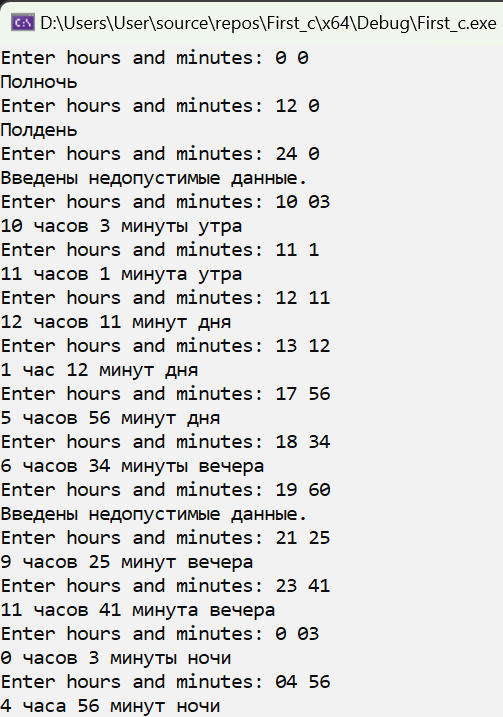 D:\Users\User\source\repos\First_c\x64\Debug\First_c.exe
Enter hours and minutes: 0 0
Полночь
Enter hours and minutes: 12 0
Полдень
Enter hours and minutes: 24 0
Введены недопустимые данные.
Enter hours and minutes: 10 03
10 часов 3 минуты утра
Enter hours and minutes: 11 1
11 часов 1 минута утра
Enter hours and minutes: 12 11
12 часов 11 минут дня
Enter hours and minutes: 13 12
1 час 12 минут дня
Enter hours and minutes: 17 56
5 часов 56 минут дня
Enter hours and minutes: 18 34
6 часов 34 минуты вечера
Enter hours and minutes: 19 60
Введены недопустимые данные.
Enter hours and minutes: 21 25
9 часов 25 минут вечера
Enter hours and minutes: 23 41
11 часов 41 минута вечера
Enter hours and minutes: 0 03
0 часов 3 минуты ночи
Enter hours and minutes: 04 56
4 часа 56 минут ночи